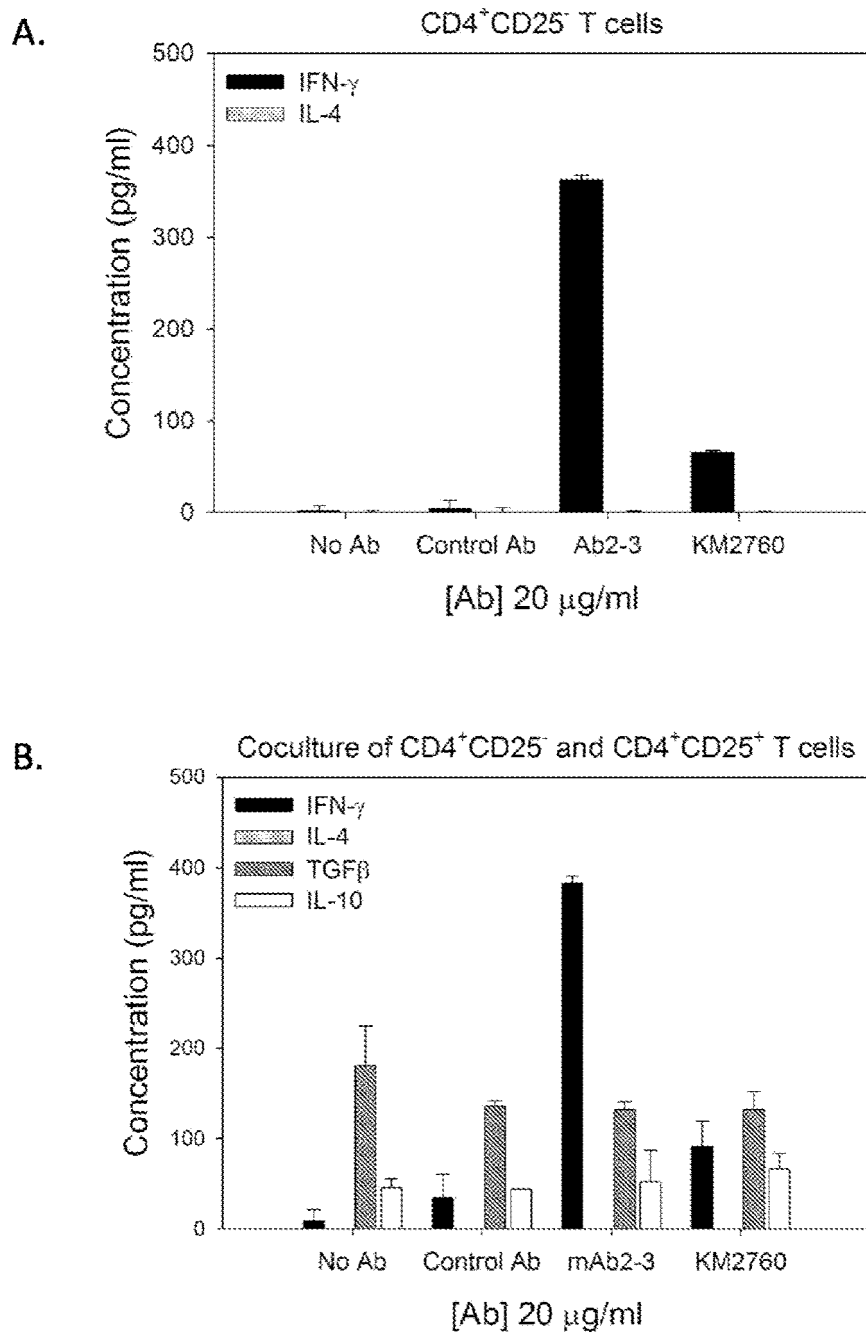 A.
CD4⁺CD25⁻ T cells
500
400
300
200
100
0
Concentration (pg/ml)
IFN-γ
IL-4
No Ab Control Ab Ab2-3 KM2760
[Ab] 20 µg/ml
B.
Coculture of CD4⁺CD25⁻ and CD4⁺CD25⁺ T cells
500
400
300
200
100
0
Concentration (pg/ml)
IFN-γ
IL-4
TGFβ
IL-10
No Ab Control Ab mAb2-3 KM2760
[Ab] 20 µg/ml